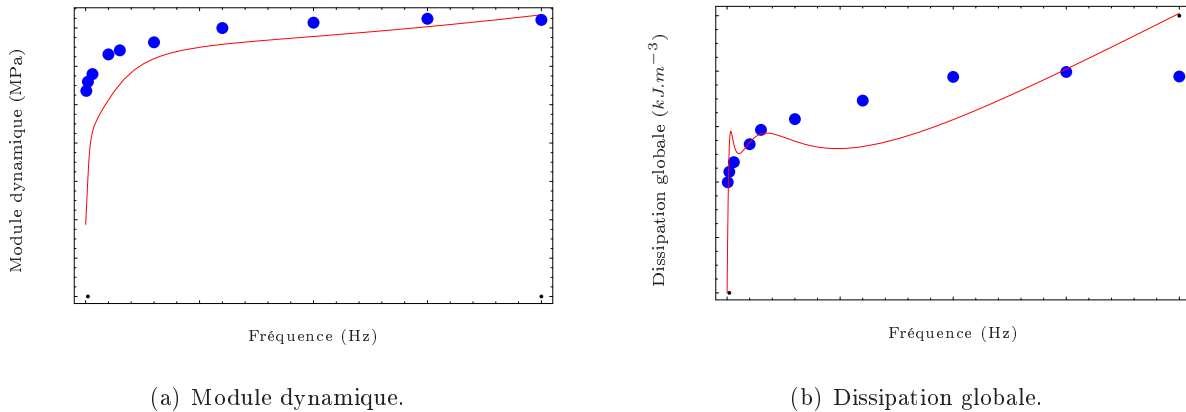 Module dynamique (MPa)
Fréquence (Hz)
(a) Module dynamique.
Dissipation globale (kJ.m⁻³)
Fréquence (Hz)
(b) Dissipation globale.